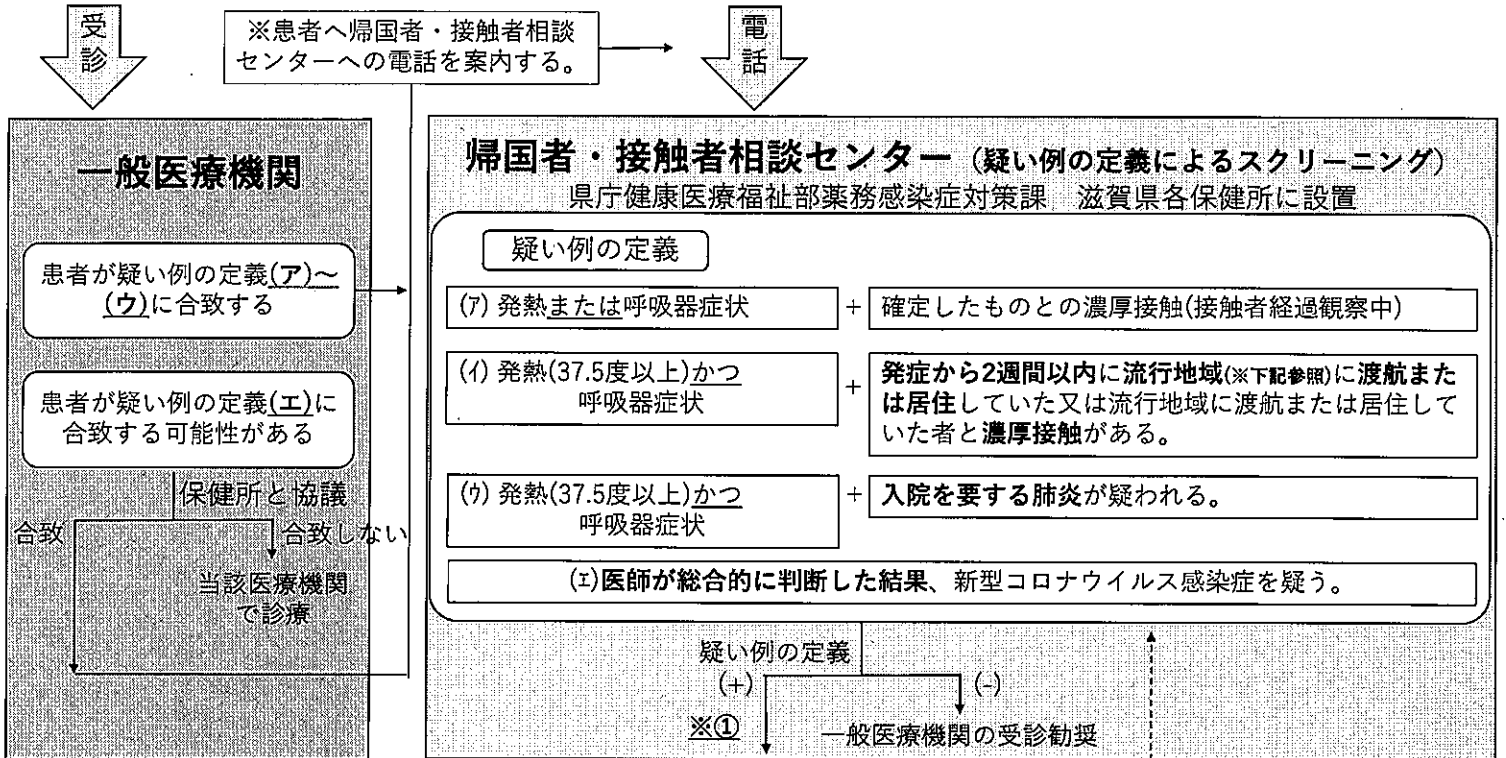 受
診
※患者へ帰国者・接触者相談
センターへの電話を案内する。
電
話
一般医療機関
患者が疑い例の定義(ア)～
(ウ)に合致する
患者が疑い例の定義(エ)に
合致する可能性がある
保健所と協議
合致
合致しない
当該医療機関
で診療
帰国者・接触者相談センター (疑い例の定義によるスクリーニング)
県庁健康医療福祉部薬務感染症対策課　滋賀県各保健所に設置
疑い例の定義
(ア) 発熱または呼吸器症状
+
確定したものとの濃厚接触(接触者経過観察中)
(イ) 発熱(37.5度以上)かつ
呼吸器症状
+
発症から2週間以内に流行地域(※下記参照)に渡航また
は居住していた又は流行地域に渡航または居住して
いた者と濃厚接触がある。
(ウ) 発熱(37.5度以上)かつ
呼吸器症状
+
入院を要する肺炎が疑われる。
(エ)医師が総合的に判断した結果、新型コロナウイルス感染症を疑う。
疑い例の定義
(+)
(-)
※①
一般医療機関の受診勧奨